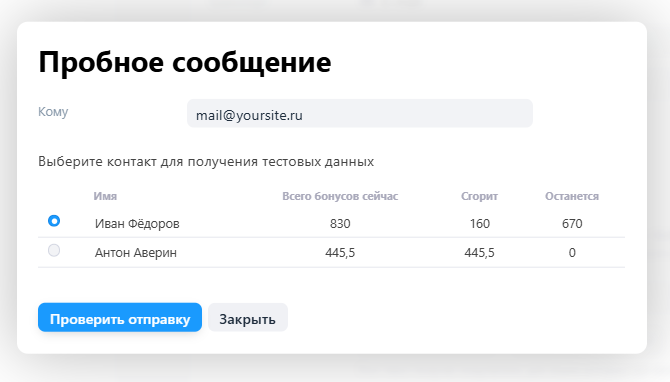 Пробное сообщение
Кому mail@yoursite.ru
Выберите контакт для получения тестовых данных
Имя Всего бонусов сейчас Сгорит Останется
Иван Фёдоров 830 160 670
Антон Аверин 445,5 445,5 0
Проверить отправку Закрыть